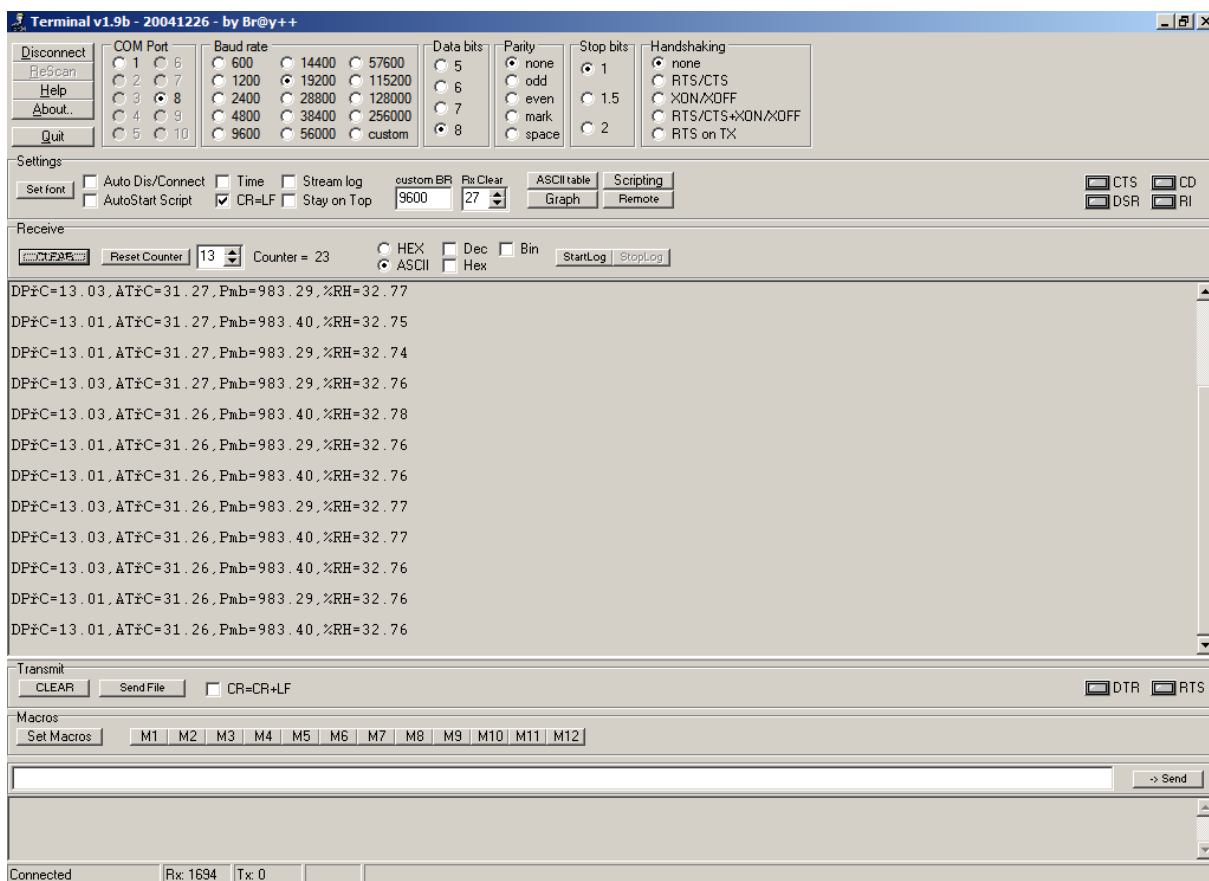 Terminal v1.9b - 20041226 - by Br@y++
Disconnect
ReScan
Help
About..
Quit
COM Port
1 6
2 7
3 8
4 9
5 10
Baud rate
600 14400 57600
1200 19200 115200
2400 28800 128000
4800 38400 256000
9600 56000 custom
Data bits
5
6
7
8
Parity
none
odd
even
mark
space
Stop bits
1
1.5
2
Handshaking
none
RTS/CTS
XON/XOFF
RTS/CTS+XON/XOFF
RTS on TX
Settings
Set font
Auto Dis/Connect Time Stream log
AutoStart Script CR=LF Stay on Top
custom BR Rx Clear
9600 27
ASCII table Scripting
Graph Remote
CTS CD
DSR RI
Receive
CLEAR Reset Counter 13 Counter = 23
HEX Dec Bin
ASCII Hex
StartLog StopLog
DPřC=13.03,ATřC=31.27,Pmb=983.29,%RH=32.77
DPřC=13.01,ATřC=31.27,Pmb=983.40,%RH=32.75
DPřC=13.01,ATřC=31.27,Pmb=983.29,%RH=32.74
DPřC=13.03,ATřC=31.27,Pmb=983.29,%RH=32.76
DPřC=13.03,ATřC=31.26,Pmb=983.40,%RH=32.78
DPřC=13.01,ATřC=31.26,Pmb=983.29,%RH=32.76
DPřC=13.01,ATřC=31.26,Pmb=983.40,%RH=32.76
DPřC=13.03,ATřC=31.26,Pmb=983.29,%RH=32.77
DPřC=13.03,ATřC=31.26,Pmb=983.40,%RH=32.77
DPřC=13.03,ATřC=31.26,Pmb=983.40,%RH=32.76
DPřC=13.01,ATřC=31.26,Pmb=983.29,%RH=32.76
DPřC=13.01,ATřC=31.26,Pmb=983.40,%RH=32.76
Transmit
CLEAR Send File CR=CR+LF DTR RTS
Macros
Set Macros M1 M2 M3 M4 M5 M6 M7 M8 M9 M10 M11 M12
-> Send
Connected Rx: 1694 Tx: 0